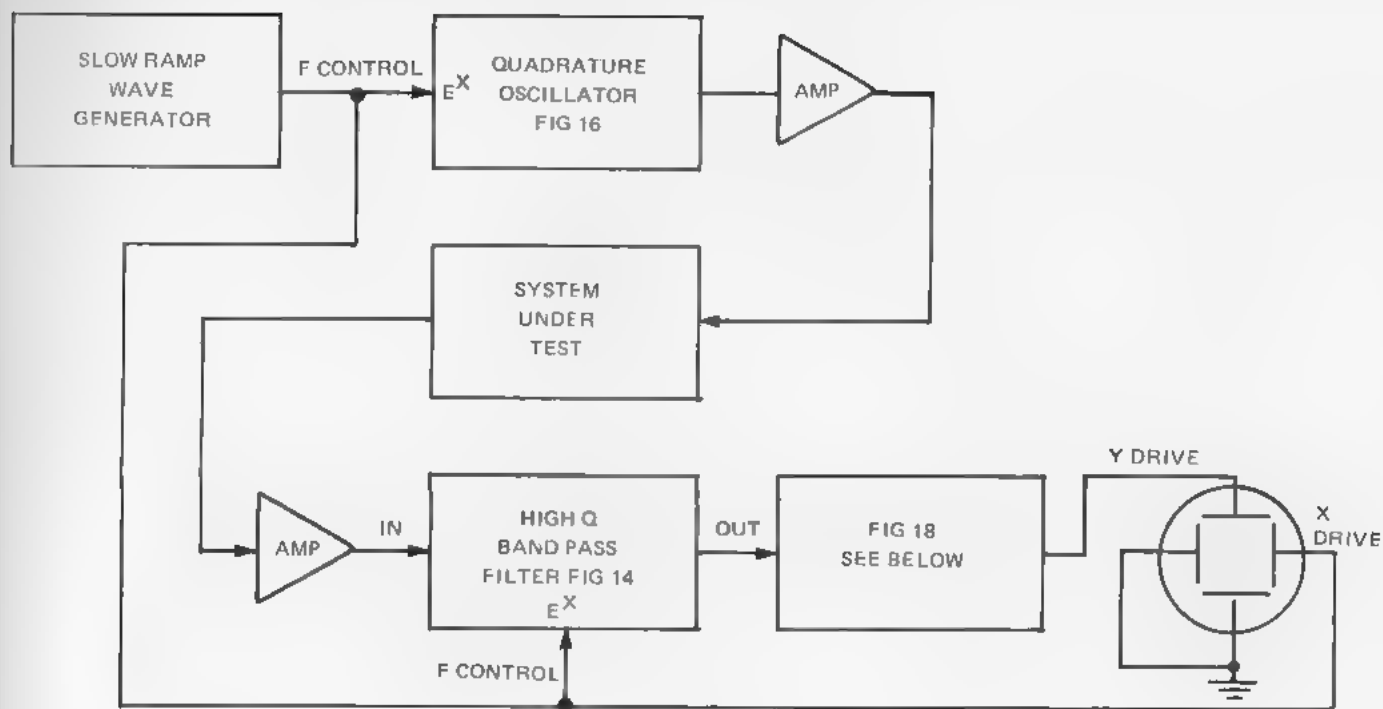 SLOW RAMP
WAVE
GENERATOR
F CONTROL
E^X
QUADRATURE
OSCILLATOR
FIG 16
AMP
SYSTEM
UNDER
TEST
AMP
IN
HIGH Q
BAND PASS
FILTER FIG 14
E^X
F CONTROL
OUT
FIG 18
SEE BELOW
Y DRIVE
X
DRIVE